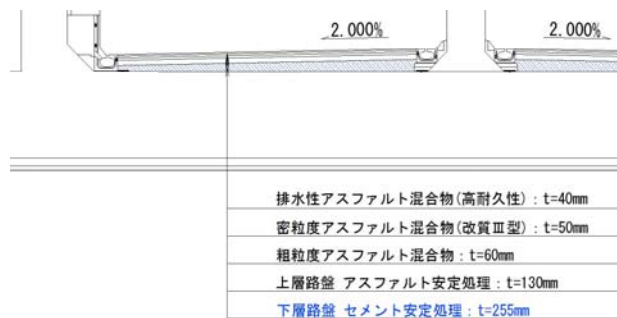 2.000%
2.000%
排水性アスファルト混合物(高耐久性)：t=40mm
密粒度アスファルト混合物(改質Ⅲ型)：t=50mm
粗粒度アスファルト混合物：t=60mm
上層路盤 アスファルト安定処理：t=130mm
下層路盤 セメント安定処理：t=255mm